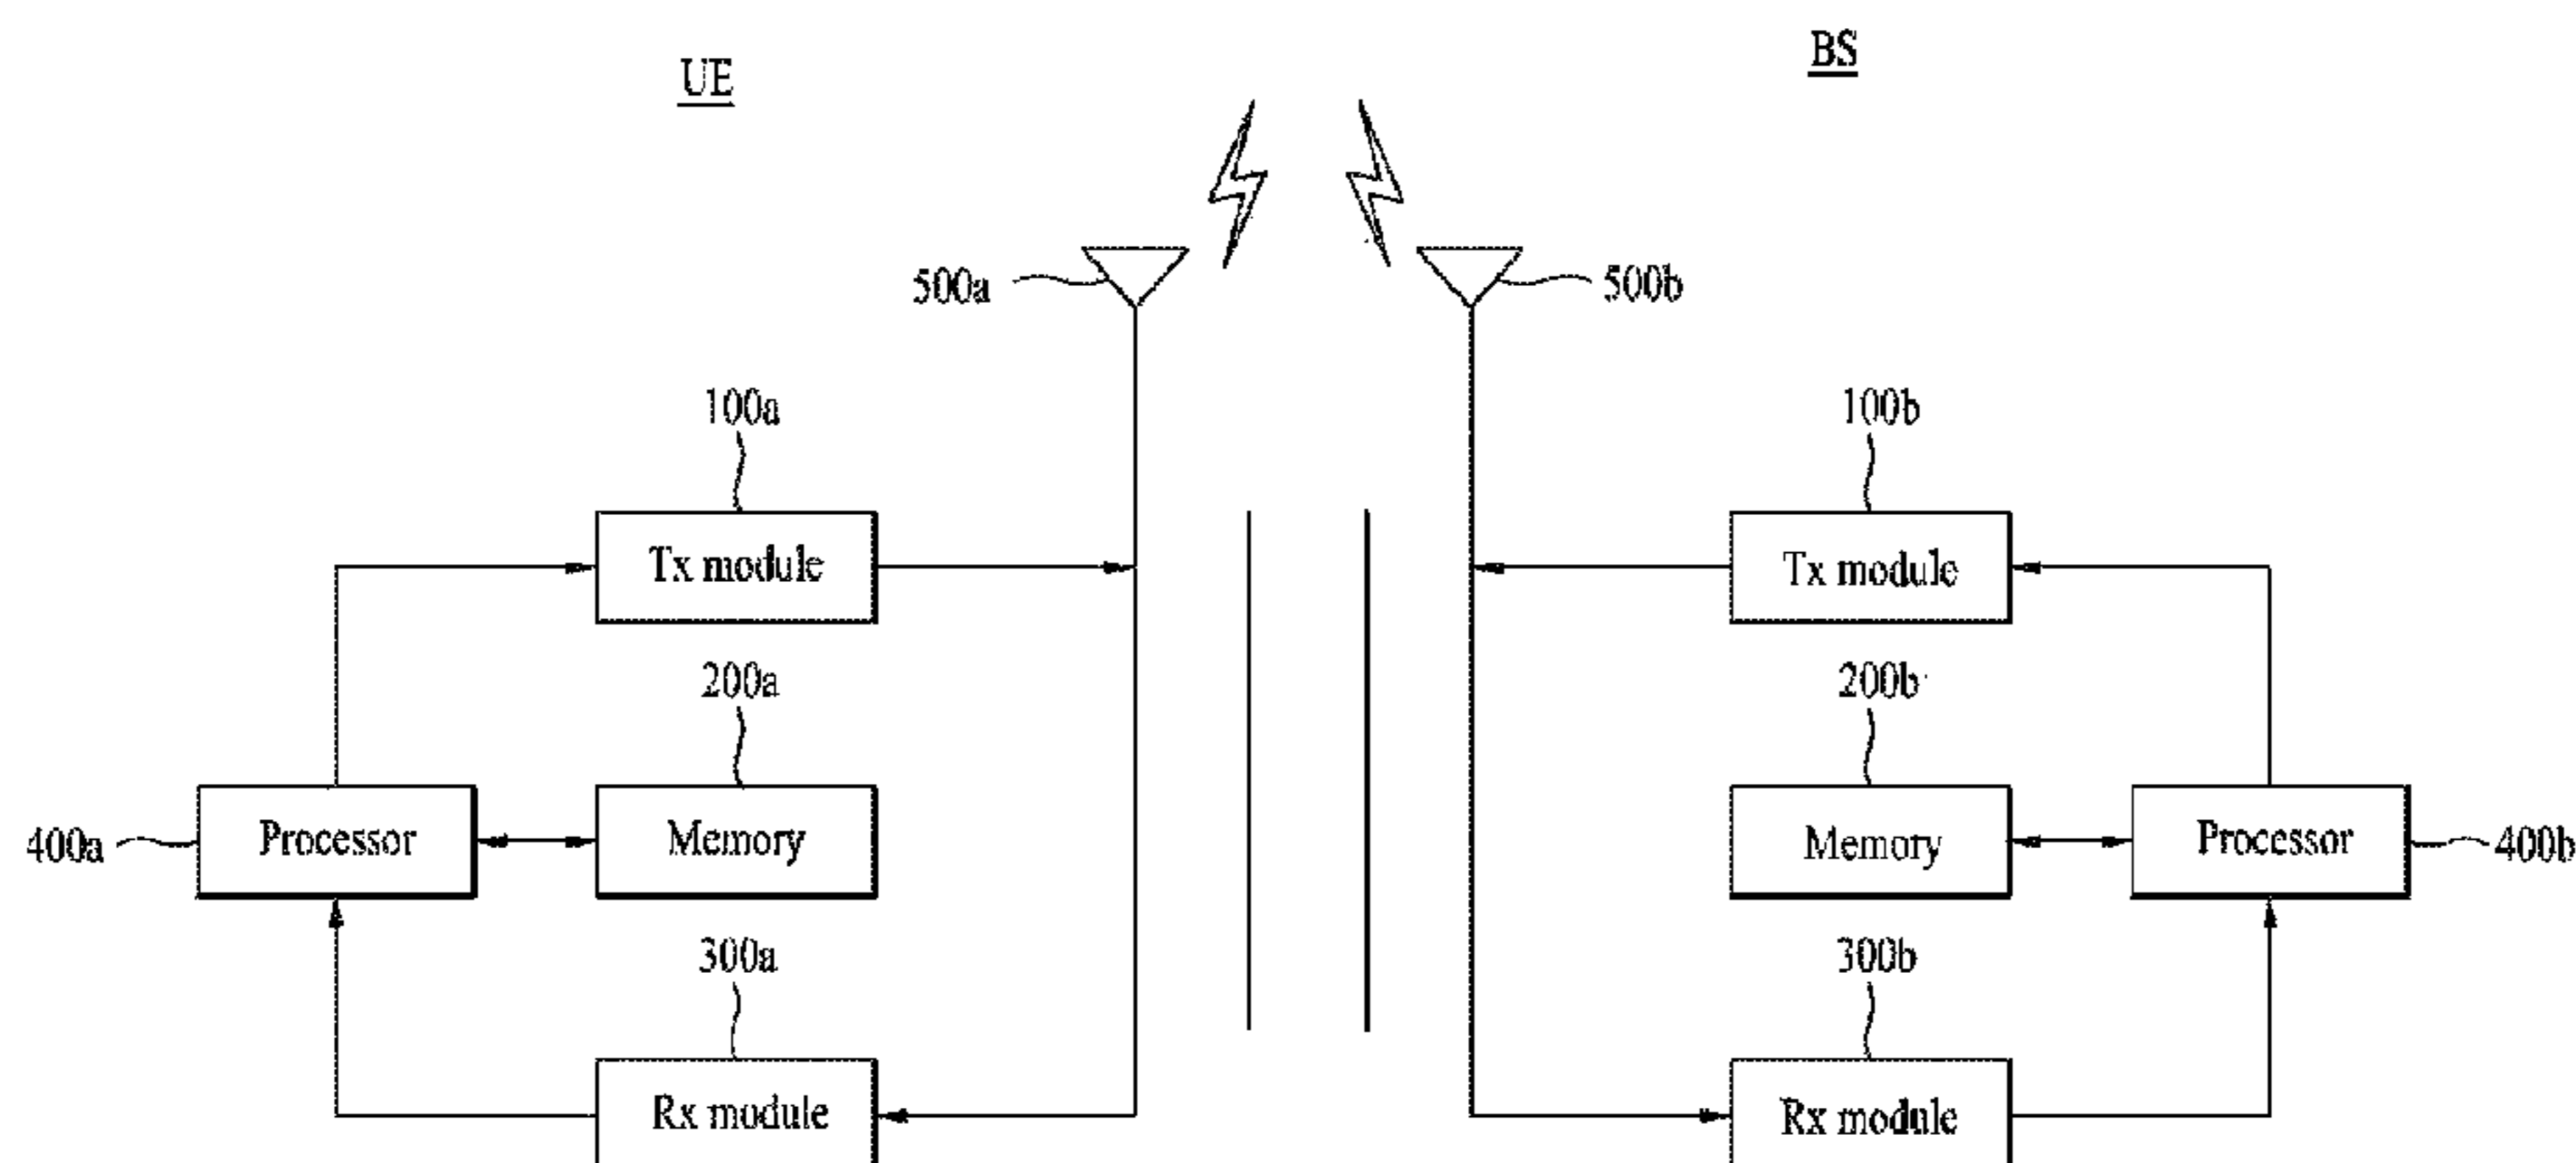 UE
BS
500a
500b
100a
100b
Tx module
Tx module
200a
200b
400a
Processor
Memory
Memory
Processor
400b
300a
300b
Rx module
Rx module